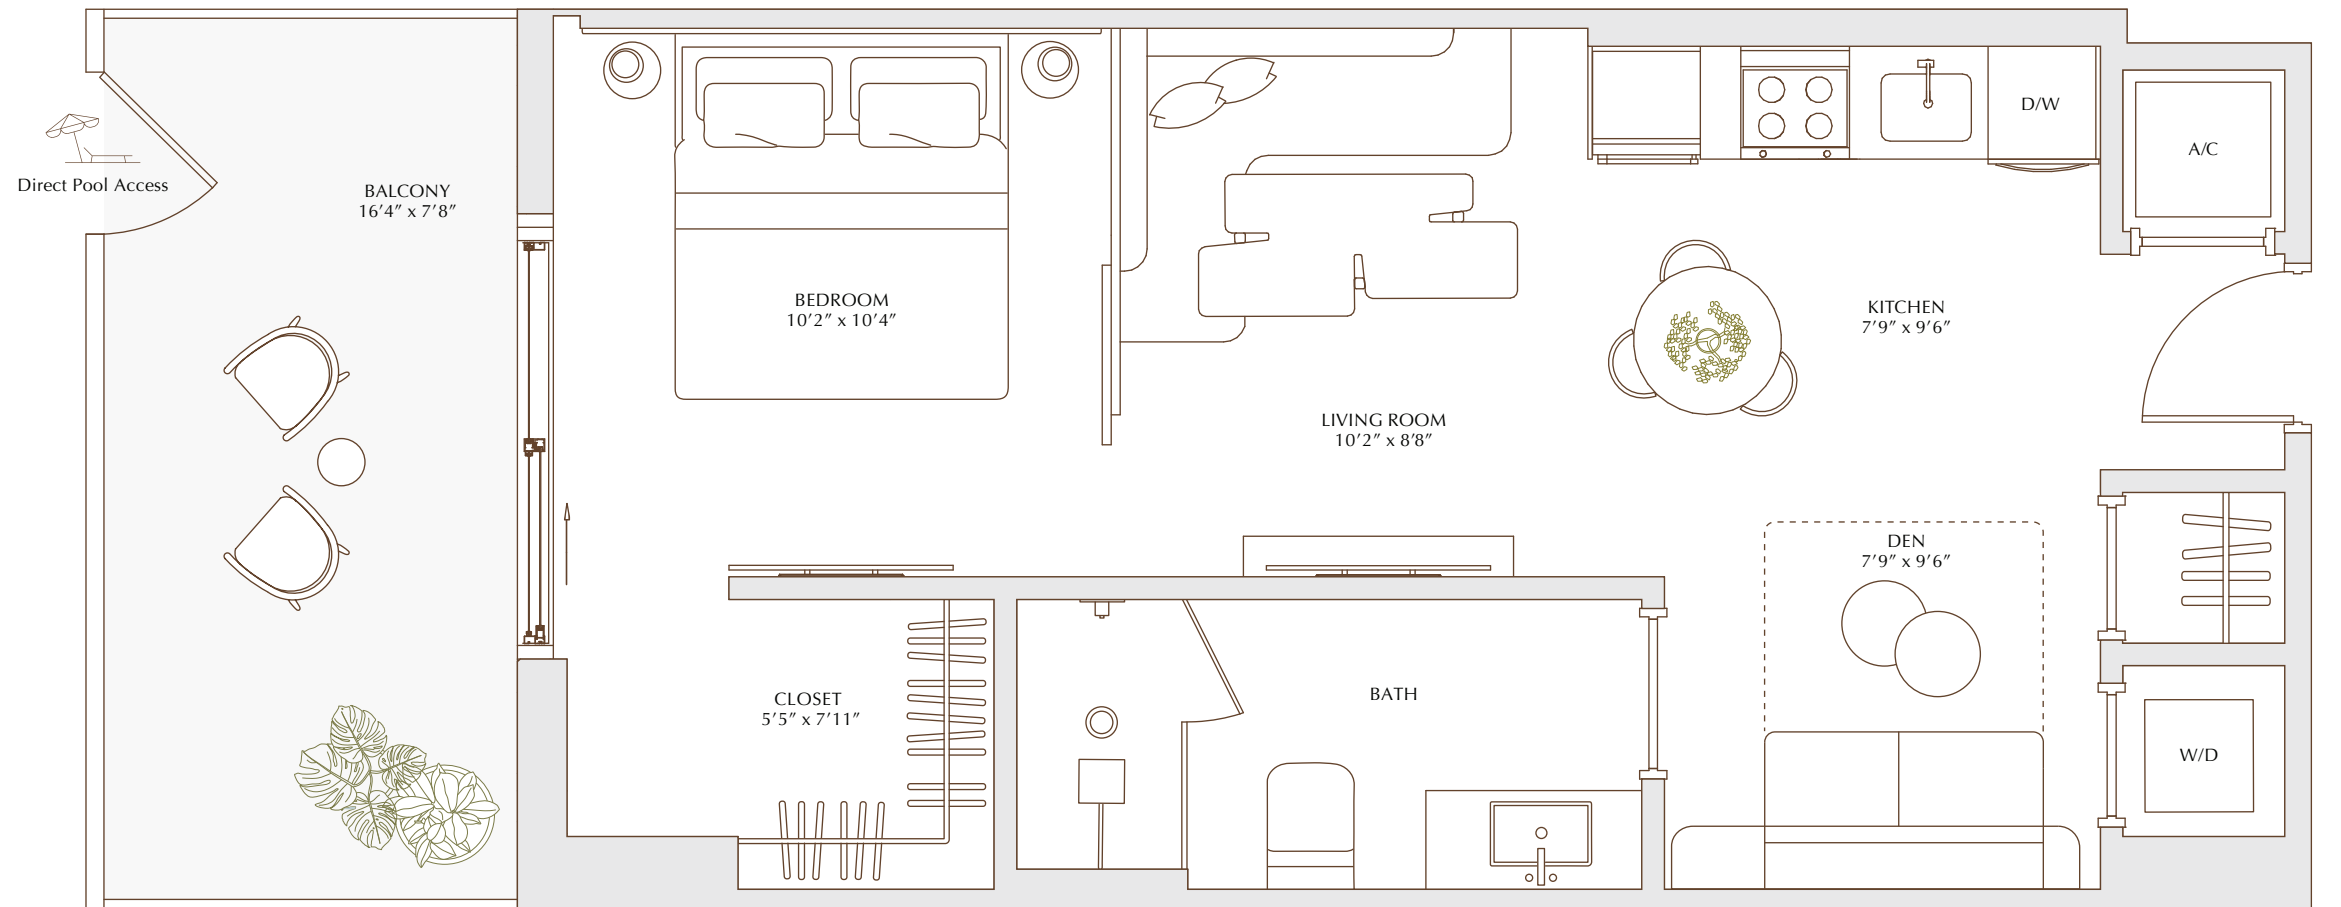 Direct Pool Access
BALCONY
16’4” x 7’8”
BEDROOM
10’2” x 10’4”
LIVING ROOM
10’2” x 8’8”
KITCHEN
7’9” x 9’6”
D/W
A/C
DEN
7’9” x 9’6”
CLOSET
5’5” x 7’11”
BATH
W/D